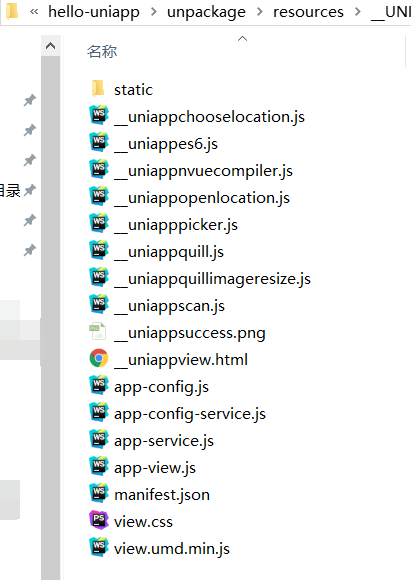 « hello-uniapp > unpackage > resources > __UNI
名称
static
__uniappchooselocation.js
__uniappes6.js
__uniappnvuecompiler.js
目录
__uniappopenlocation.js
__uniapppicker.js
__uniappquill.js
__uniappquillimageresize.js
__uniappscan.js
__uniappsuccess.png
__uniappview.html
app-config.js
app-config-service.js
app-service.js
app-view.js
manifest.json
view.css
view.umd.min.js